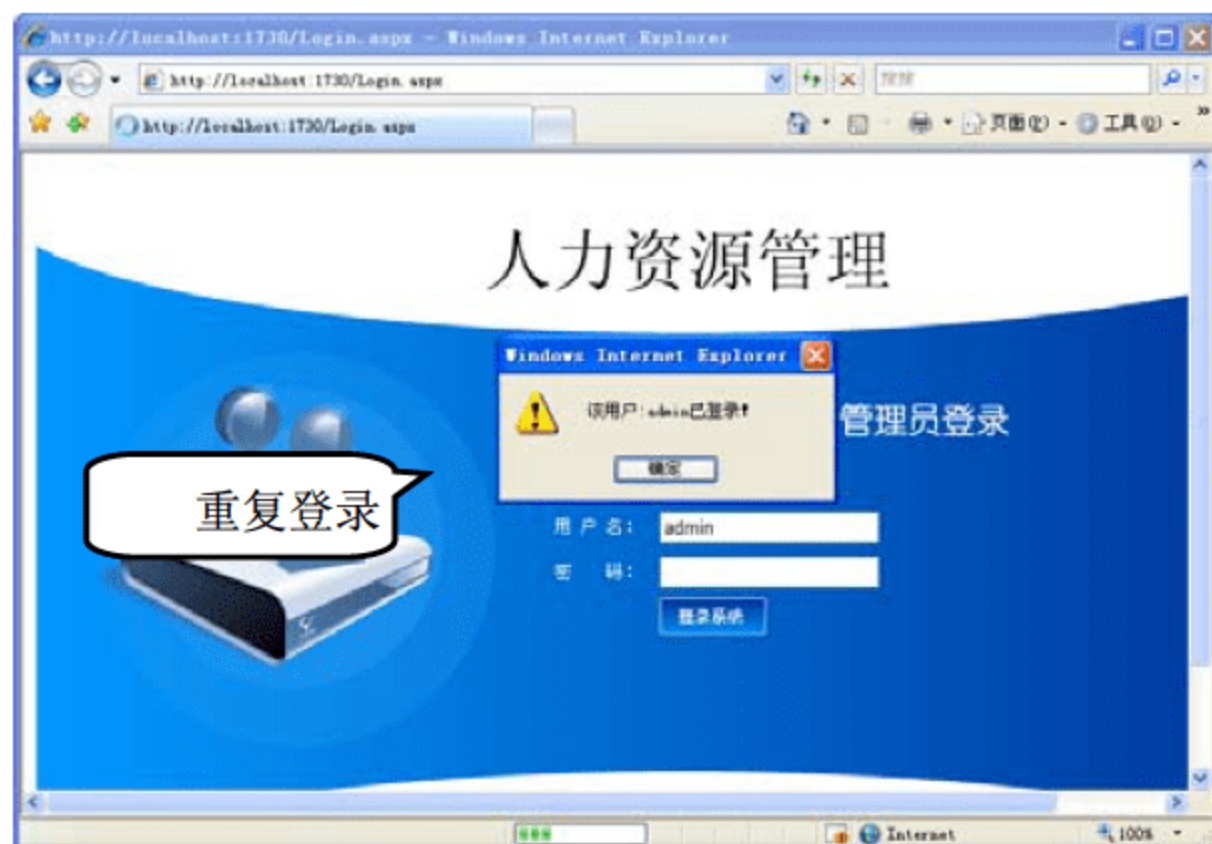 http://localhost:1730/Login.aspx - Windows Internet Explorer
http://localhost:1730/Login.aspx
http://localhost:1730/Login.aspx
页面(P)
工具(O)
»
人力资源管理
Windows Internet Explorer
该用户:admin已登录!
确定
管理员登录
重复登录
用户名: admin
密 码:
登录系统
Internet
100%